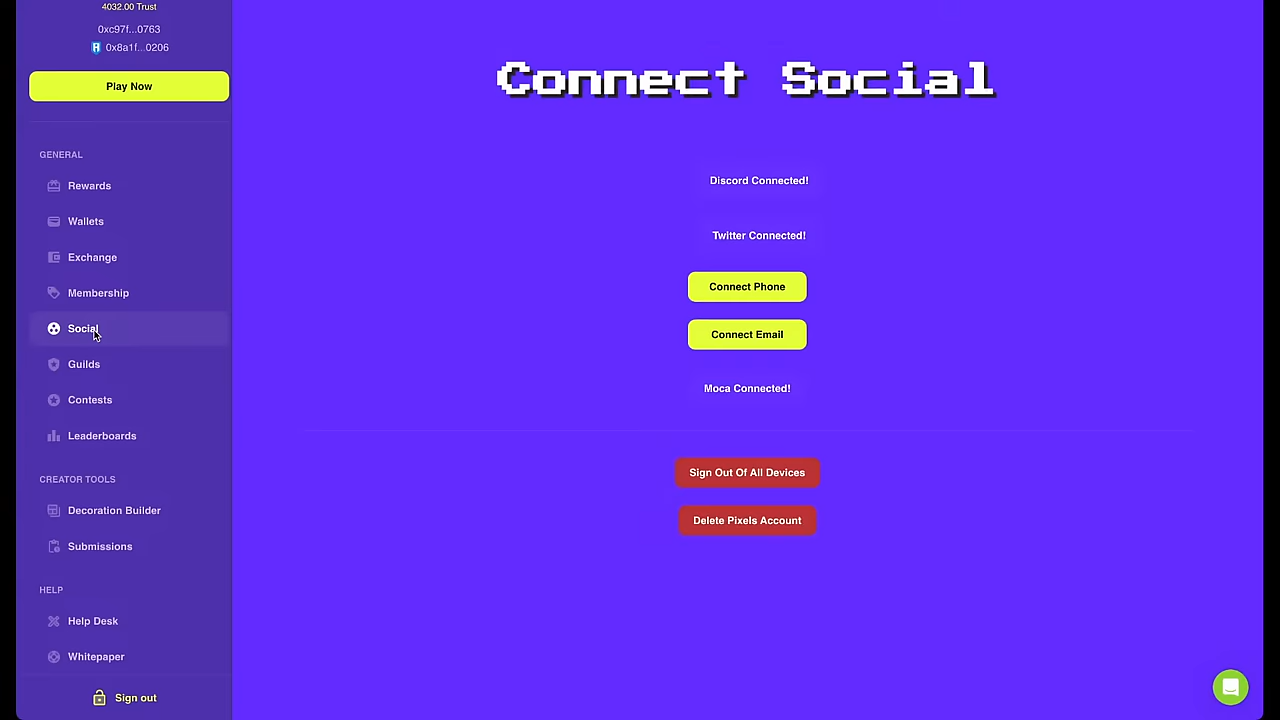 4032.00 Trust
0xc97f...0763
0x8a1f...0206
Play Now
GENERAL
Rewards
Wallets
Exchange
Membership
Social
Guilds
Contests
Leaderboards
CREATOR TOOLS
Decoration Builder
Submissions
HELP
Help Desk
Whitepaper
Sign out
Connect Social
Discord Connected!
Twitter Connected!
Connect Phone
Connect Email
Moca Connected!
Sign Out Of All Devices
Delete Pixels Account